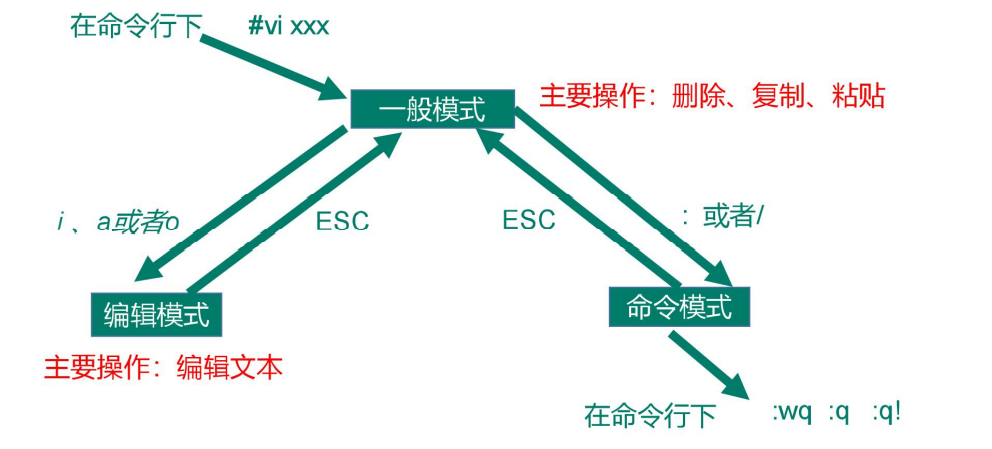 在命令行下 #vi xxx
一般模式
主要操作：删除、复制、粘贴
i 、a或者o
ESC
ESC
: 或者/
编辑模式
命令模式
主要操作：编辑文本
在命令行下 :wq :q :q!